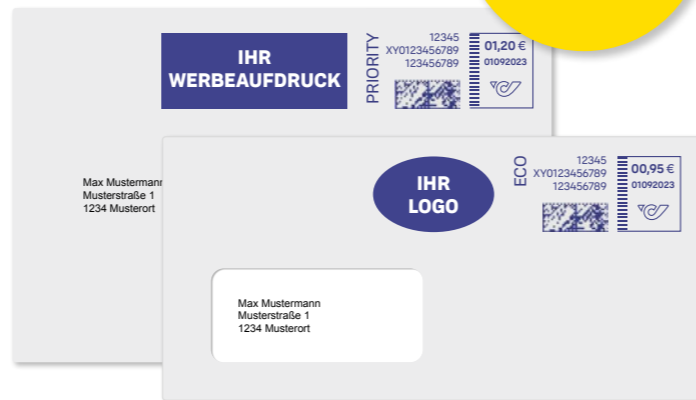 IHR
WERBEAUFDRUCK
PRIORITY
12345
XY0123456789
123456789
01,20 €
01092023
Max Mustermann
Musterstraße 1
1234 Musterort
IHR
LOGO
ECO
12345
XY0123456789
123456789
00,95 €
01092023
Max Mustermann
Musterstraße 1
1234 Musterort